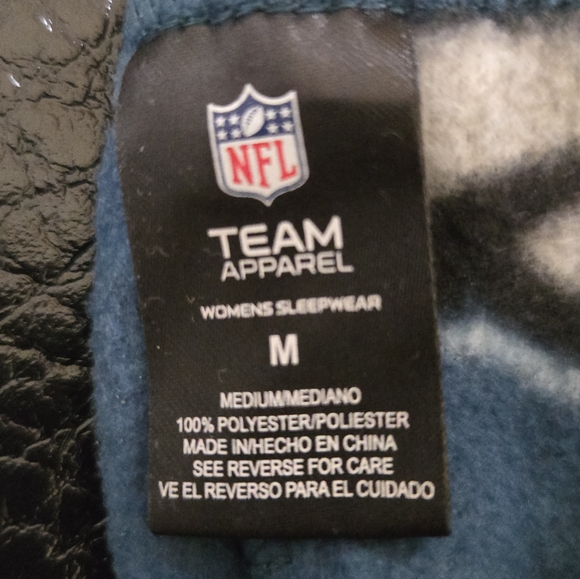 NFL
TEAM
APPAREL
WOMENS SLEEPWEAR
M
MEDIUM/MEDIANO
100% POLYESTER/POLIESTER
MADE IN/HECHO EN CHINA
SEE REVERSE FOR CARE
VE EL REVERSO PARA EL CUIDADO